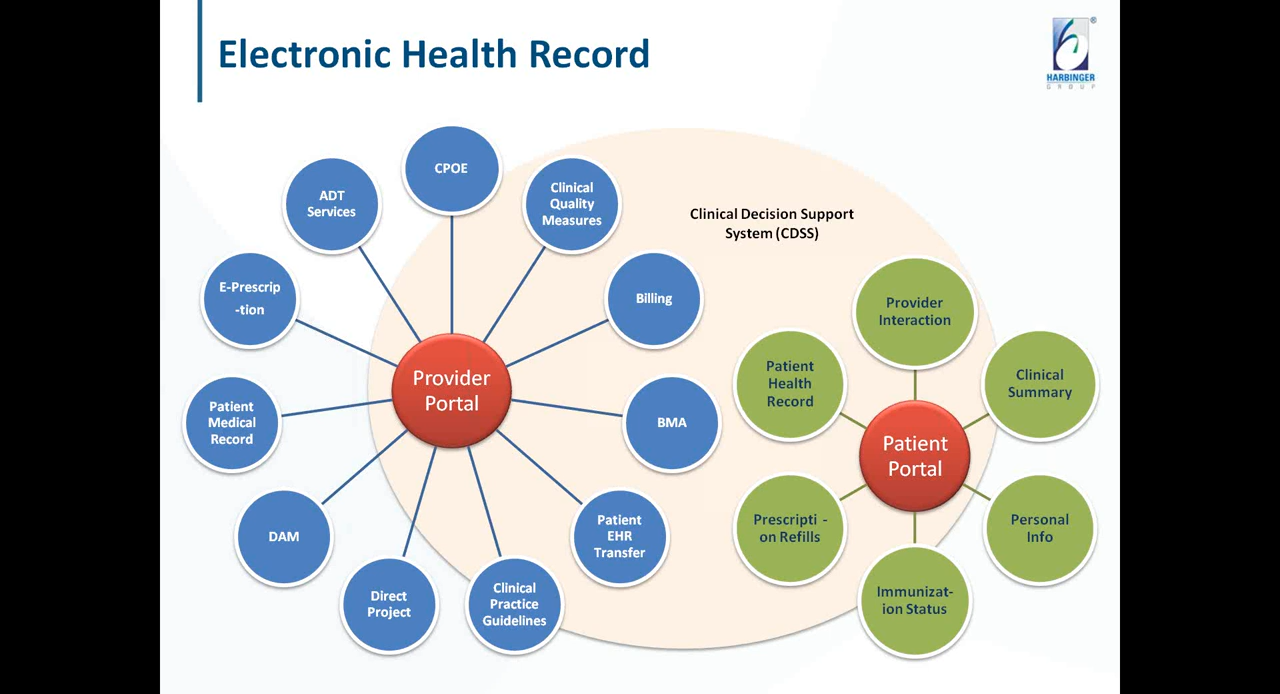 Electronic Health Record
®
HARBINGER
GROUP
CPOE
ADT
Services
Clinical
Quality
Measures
Clinical Decision Support
System (CDSS)
E-Prescrip
-tion
Billing
Provider
Interaction
Provider
Portal
Patient
Health
Record
Clinical
Summary
Patient
Medical
Record
BMA
Patient
Portal
DAM
Patient
EHR
Transfer
Prescripti -
on Refills
Personal
Info
Direct
Project
Clinical
Practice
Guidelines
Immunizat-
ion Status